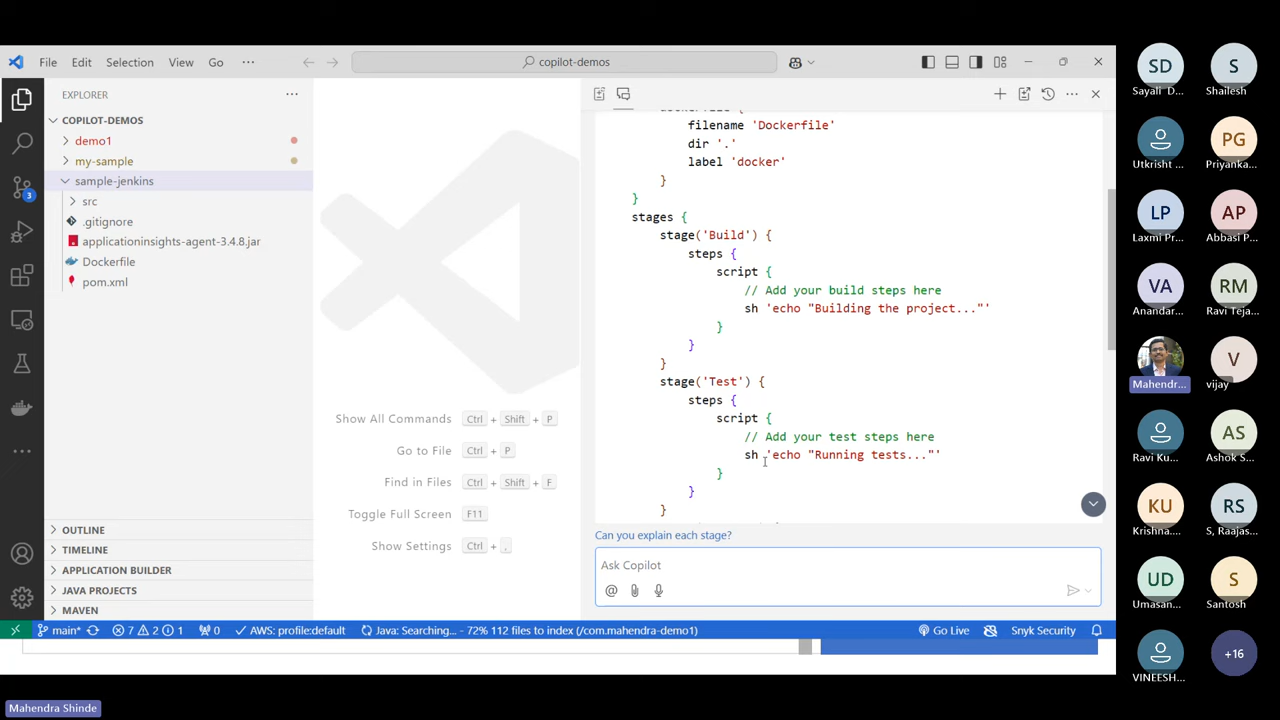 File Edit Selection View Go ··· copilot-demos
EXPLORER ···
COPILOT-DEMOS
demo1
my-sample
sample-jenkins
src
.gitignore
applicationinsights-agent-3.4.8.jar
Dockerfile
pom.xml
OUTLINE
TIMELINE
APPLICATION BUILDER
JAVA PROJECTS
MAVEN
Show All Commands Ctrl + Shift + P
Go to File Ctrl + P
Find in Files Ctrl + Shift + F
Toggle Full Screen F11
Show Settings Ctrl + ,
filename 'Dockerfile'
dir '.'
label 'docker'
}
}
stages {
stage('Build') {
steps {
script {
// Add your build steps here
sh 'echo "Building the project..."'
}
}
}
stage('Test') {
steps {
script {
// Add your test steps here
sh 'echo "Running tests..."'
}
}
}
Can you explain each stage?
Ask Copilot
@
3
main* 7 2 1 0 AWS: profile:default Java: Searching... - 72% 112 files to index (/com.mahendra-demo1) Go Live Snyk Security
SD S
Sayali D... Shailesh
PG
Utkrisht ... Priyanka...
LP AP
Laxmi Pr... Abbasi P...
VA RM
Anandar... Ravi Teja...
V
Mahendr... vijay
AS
Ravi Ku... Ashok S...
KU RS
Krishna... S, Raajas...
UD S
Umasan... Santosh
+16
VINEESH...
Mahendra Shinde